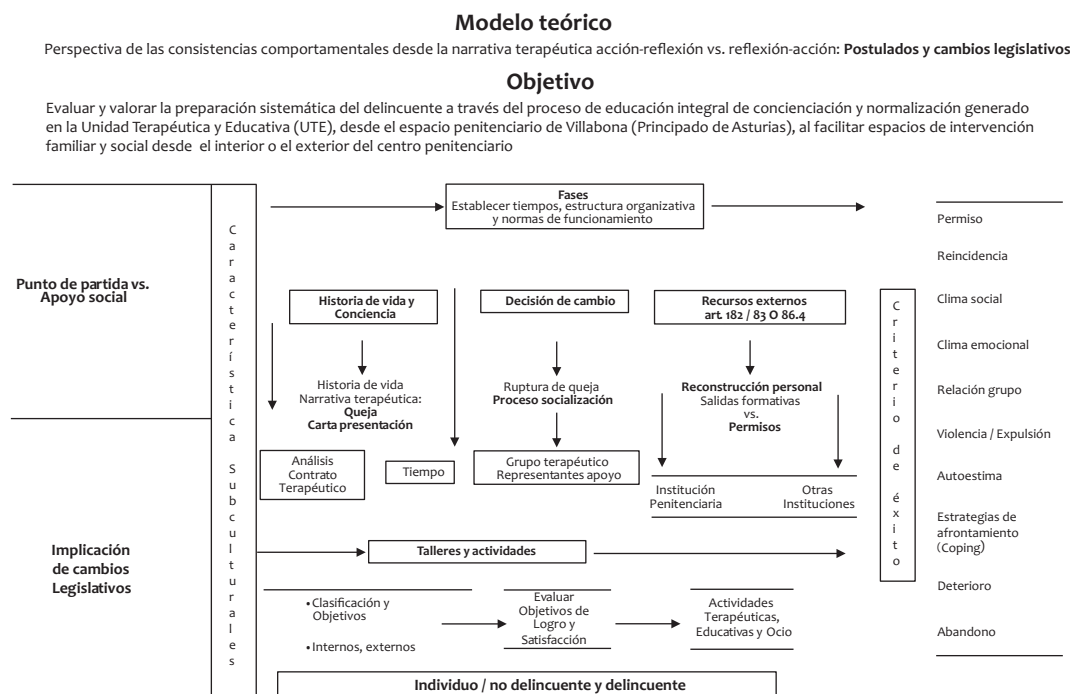 Modelo teórico
Perspectiva de las consistencias comportamentales desde la narrativa terapéutica acción-reflexión vs. reflexión-acción: Postulados y cambios legislativos
Objetivo
Evaluar y valorar la preparación sistemática del delincuente a través del proceso de educación integral de concienciación y normalización generado
en la Unidad Terapéutica y Educativa (UTE), desde el espacio penitenciario de Villabona (Principado de Asturias), al facilitar espacios de intervención
familiar y social desde el interior o el exterior del centro penitenciario
Punto de partida vs.
Apoyo social
Implicación
de cambios
Legislativos
Característica Subculturales
Fases
Establecer tiempos, estructura organizativa
y normas de funcionamiento
Historia de vida y
Conciencia
Historia de vida
Narrativa terapéutica:
Queja
Carta presentación
Análisis
Contrato
Terapéutico
Tiempo
Decisión de cambio
Ruptura de queja
Proceso socialización
Grupo terapéutico
Representantes apoyo
Recursos externos
art. 182 / 83 O 86.4
Reconstrucción personal
Salidas formativas
vs.
Permisos
Institución
Penitenciaria
Otras
Instituciones
Talleres y actividades
•Clasificación y
Objetivos
•Internos, externos
Evaluar
Objetivos de
Logro y
Satisfacción
Actividades
Terapéuticas,
Educativas y Ocio
Individuo / no delincuente y delincuente
Criterio de éxito
Permiso
Reincidencia
Clima social
Clima emocional
Relación grupo
Violencia / Expulsión
Autoestima
Estrategias de
afrontamiento
(Coping)
Deterioro
Abandono